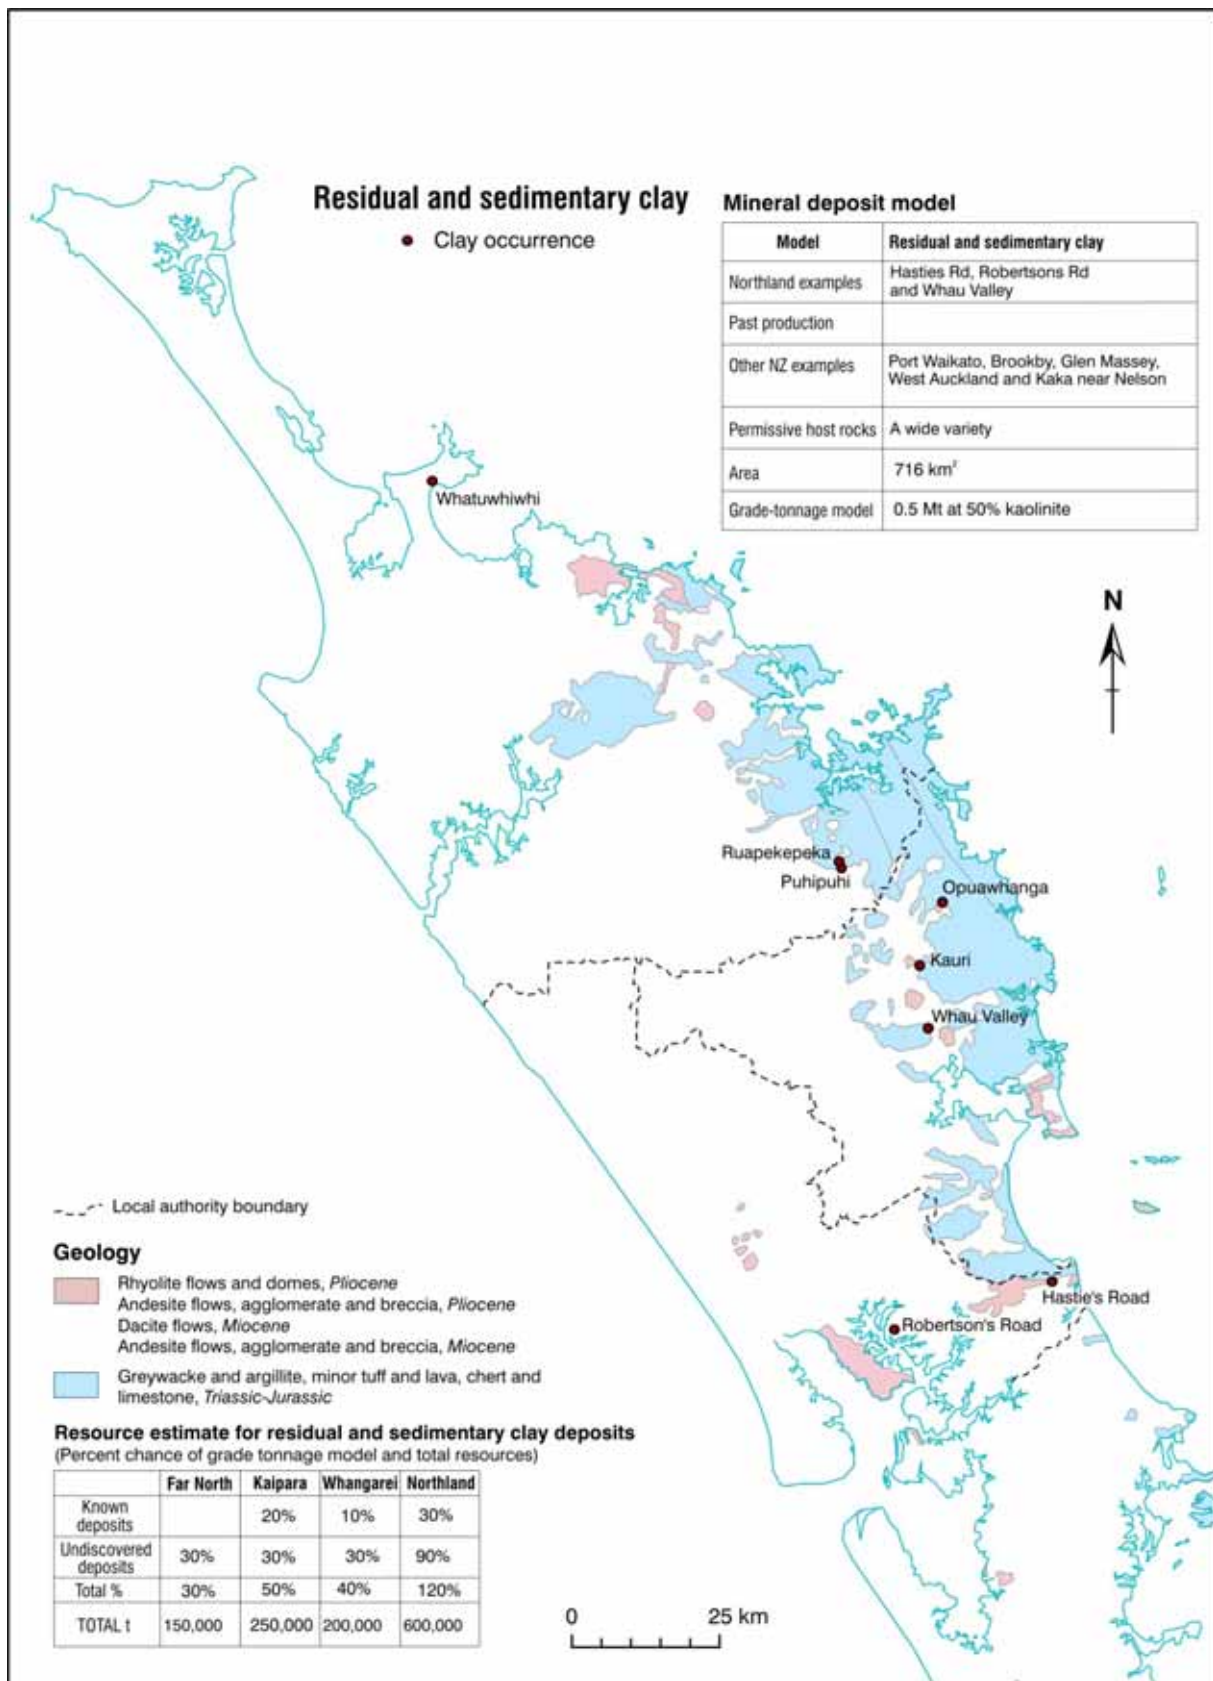 Residual and sedimentary clay
Clay occurrence
Mineral deposit model
Model Residual and sedimentary clay
Northland examples Hasties Rd, Robertsons Rd
and Whau Valley
Past production
Other NZ examples Port Waikato, Brookby, Glen Massey,
West Auckland and Kaka near Nelson
Permissive host rocks A wide variety
Area 716 km²
Grade-tonnage model 0.5 Mt at 50% kaolinite
N
Whatuwhiwhi
Ruapekepeka
Puhipuhi
Opuawhanga
Kauri
Whau Valley
Hastie's Road
Robertson's Road
Local authority boundary
Geology
Rhyolite flows and domes, Pliocene
Andesite flows, agglomerate and breccia, Pliocene
Dacite flows, Miocene
Andesite flows, agglomerate and breccia, Miocene
Greywacke and argillite, minor tuff and lava, chert and
limestone, Triassic-Jurassic
Resource estimate for residual and sedimentary clay deposits
(Percent chance of grade tonnage model and total resources)
Far North Kaipara Whangarei Northland
Known
deposits 20% 10% 30%
Undiscovered
deposits 30% 30% 30% 90%
Total % 30% 50% 40% 120%
TOTAL t 150,000 250,000 200,000 600,000
0 25 km